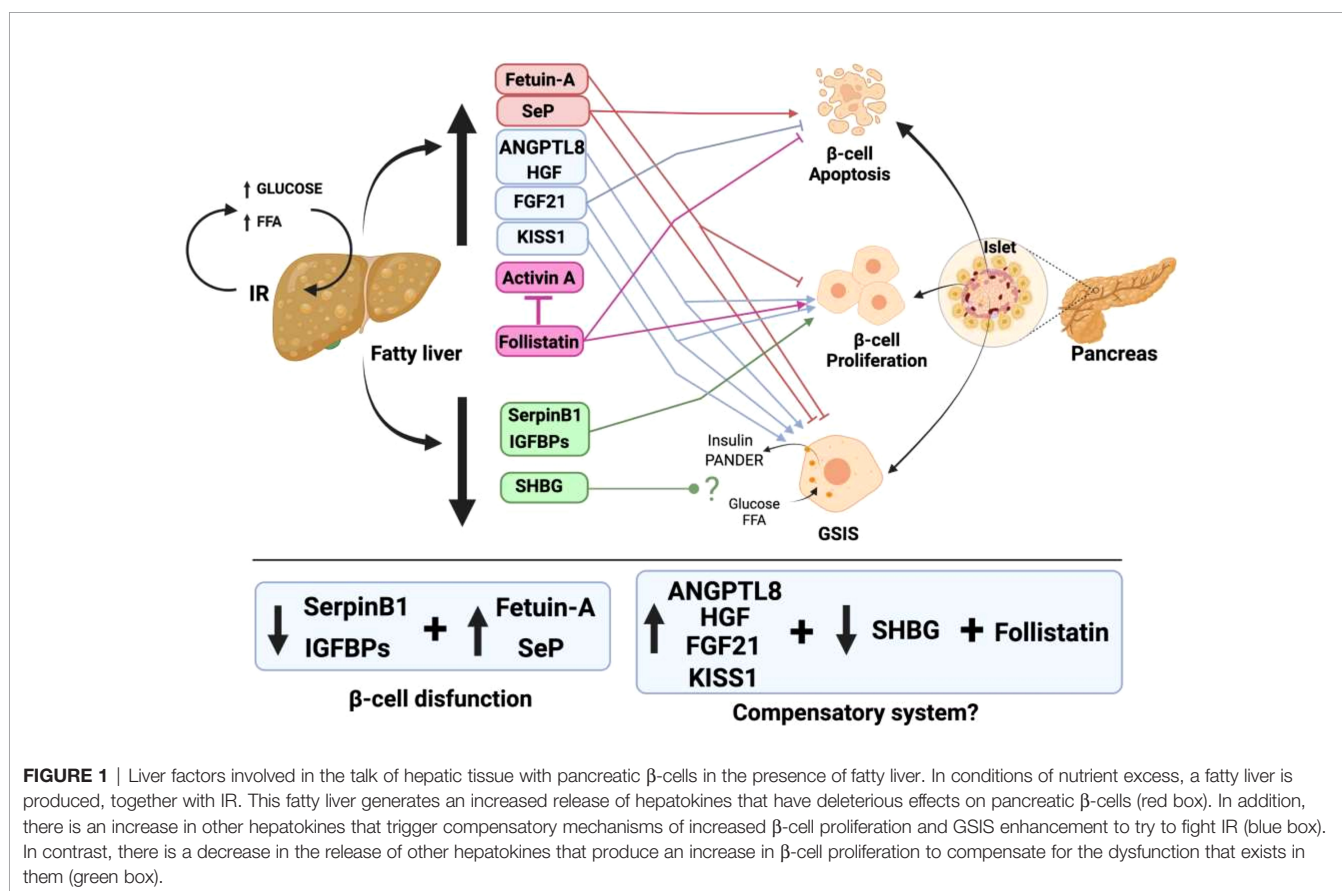 ↑ GLUCOSE
↑ FFA
IR
Fatty liver
Fetuin-A
SeP
ANGPTL8
HGF
FGF21
KISS1
Activin A
Follistatin
SerpinB1
IGFBPs
SHBG
?
β-cell
Apoptosis
β-cell
Proliferation
Islet
Pancreas
Insulin
PANDER
Glucose
FFA
GSIS
SerpinB1
IGFBPs
+
Fetuin-A
SeP
β-cell disfunction
ANGPTL8
HGF
FGF21
KISS1
+
SHBG
+
Follistatin
Compensatory system?
FIGURE 1 | Liver factors involved in the talk of hepatic tissue with pancreatic β-cells in the presence of fatty liver. In conditions of nutrient excess, a fatty liver is
produced, together with IR. This fatty liver generates an increased release of hepatokines that have deleterious effects on pancreatic β-cells (red box). In addition,
there is an increase in other hepatokines that trigger compensatory mechanisms of increased β-cell proliferation and GSIS enhancement to try to fight IR (blue box).
In contrast, there is a decrease in the release of other hepatokines that produce an increase in β-cell proliferation to compensate for the dysfunction that exists in
them (green box).